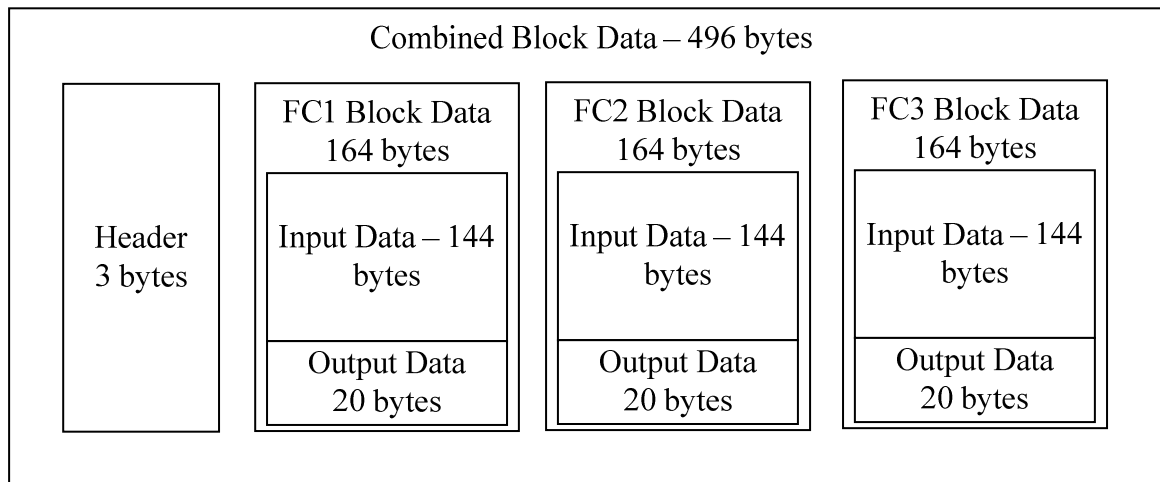 Combined Block Data – 496 bytes
Header
3 bytes
FC1 Block Data
164 bytes
Input Data – 144
bytes
Output Data
20 bytes
FC2 Block Data
164 bytes
Input Data – 144
bytes
Output Data
20 bytes
FC3 Block Data
164 bytes
Input Data – 144
bytes
Output Data
20 bytes